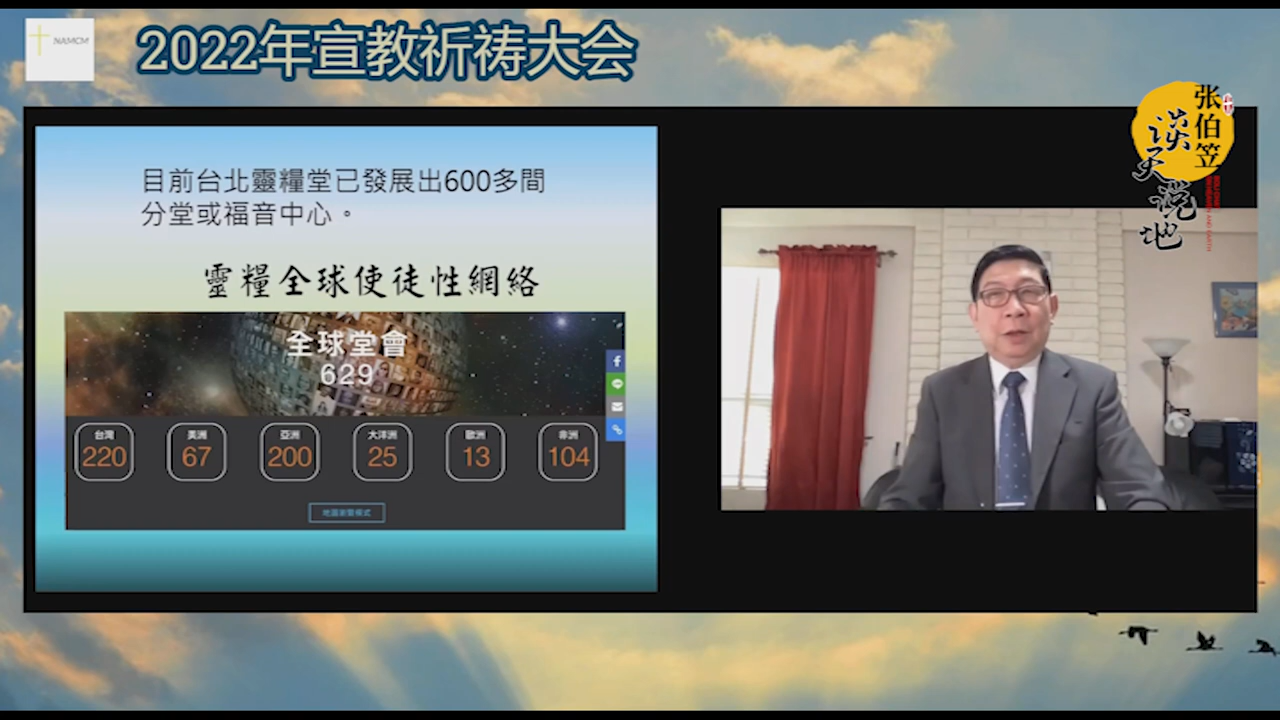 NAMCM
2022年宣教祈祷大会
目前台北靈糧堂已發展出600多間
分堂或福音中心。
靈糧全球使徒性網絡
全球堂會
629
台灣
220
美洲
67
亞洲
200
大洋洲
25
歐洲
13
非洲
104
地圖瀏覽模式
张伯笠
谈天说地